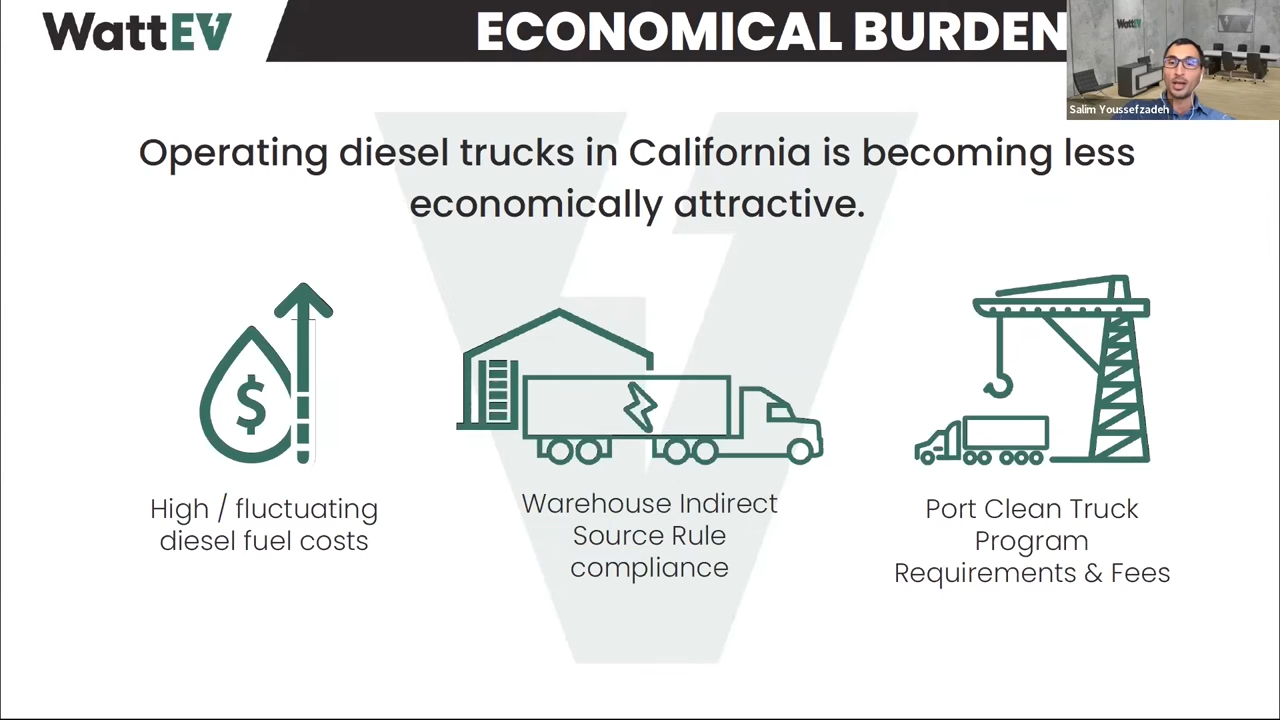 WattEV
ECONOMICAL BURDEN
WattEV
Salim Youssefzadeh
Operating diesel trucks in California is becoming less
economically attractive.
$
High / fluctuating
diesel fuel costs
Warehouse Indirect
Source Rule
compliance
Port Clean Truck
Program
Requirements & Fees